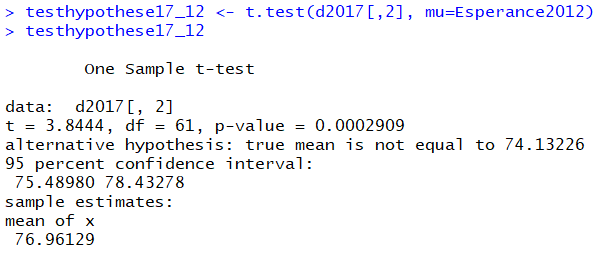 > testhypothese17_12 <- t.test(d2017[,2], mu=Esperance2012)
> testhypothese17_12
One Sample t-test
data:  d2017[, 2]
t = 3.8444, df = 61, p-value = 0.0002909
alternative hypothesis: true mean is not equal to 74.13226
95 percent confidence interval:
75.48980 78.43278
sample estimates:
mean of x
76.96129